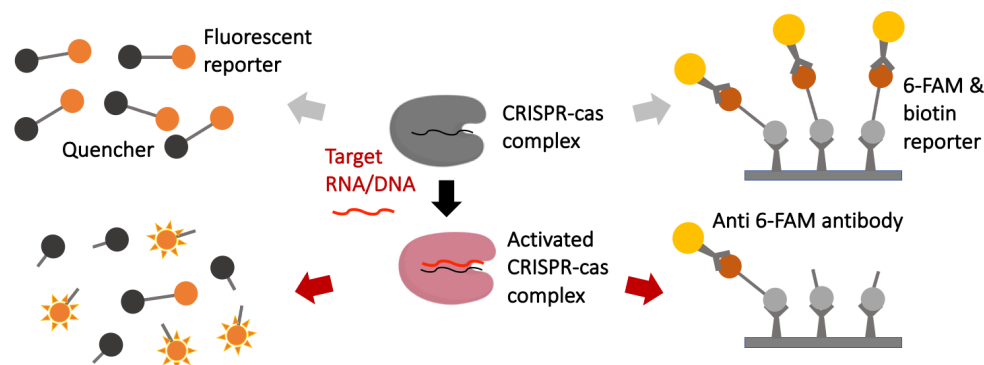 Fluorescent
reporter
Quencher
CRISPR-cas
complex
Target
RNA/DNA
6-FAM &
biotin
reporter
Activated
CRISPR-cas
complex
Anti 6-FAM antibody